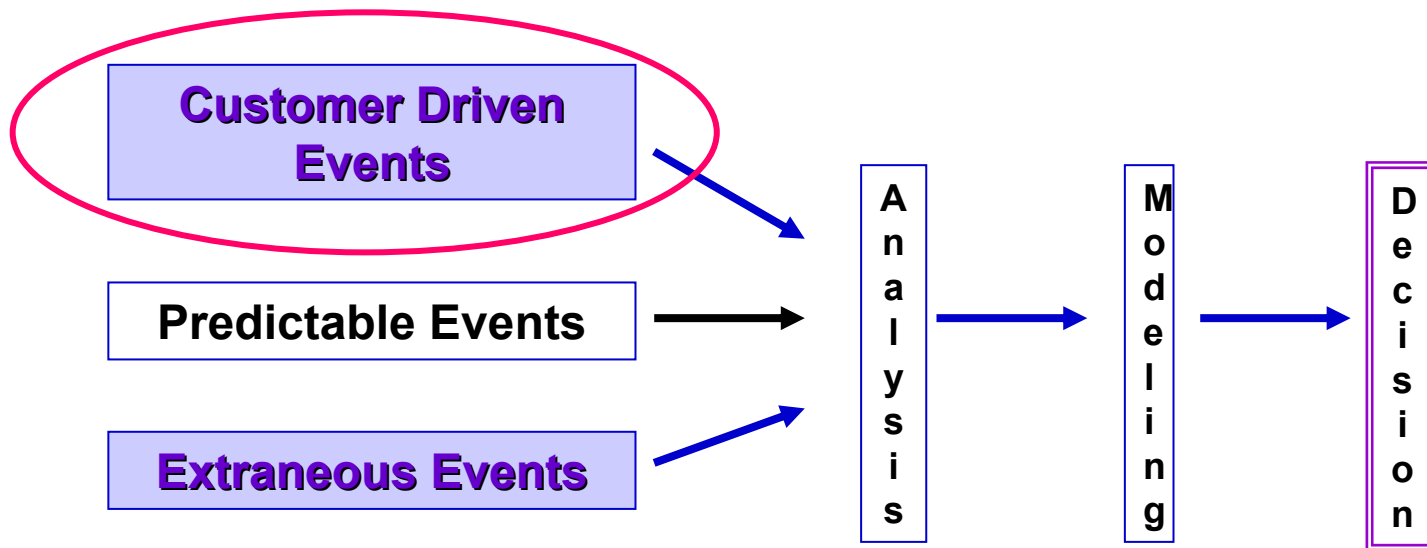 Customer Driven
Events
Predictable Events
Extraneous Events
Analysis
Modeling
Decision